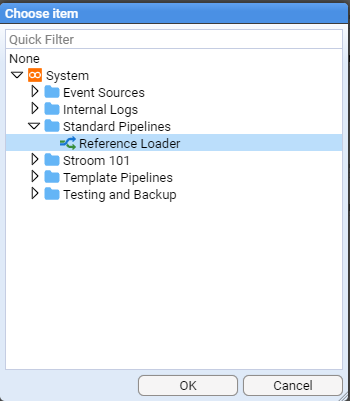 Choose item
Quick Filter
None
System
Event Sources
Internal Logs
Standard Pipelines
Reference Loader
Stroom 101
Template Pipelines
Testing and Backup
OK Cancel